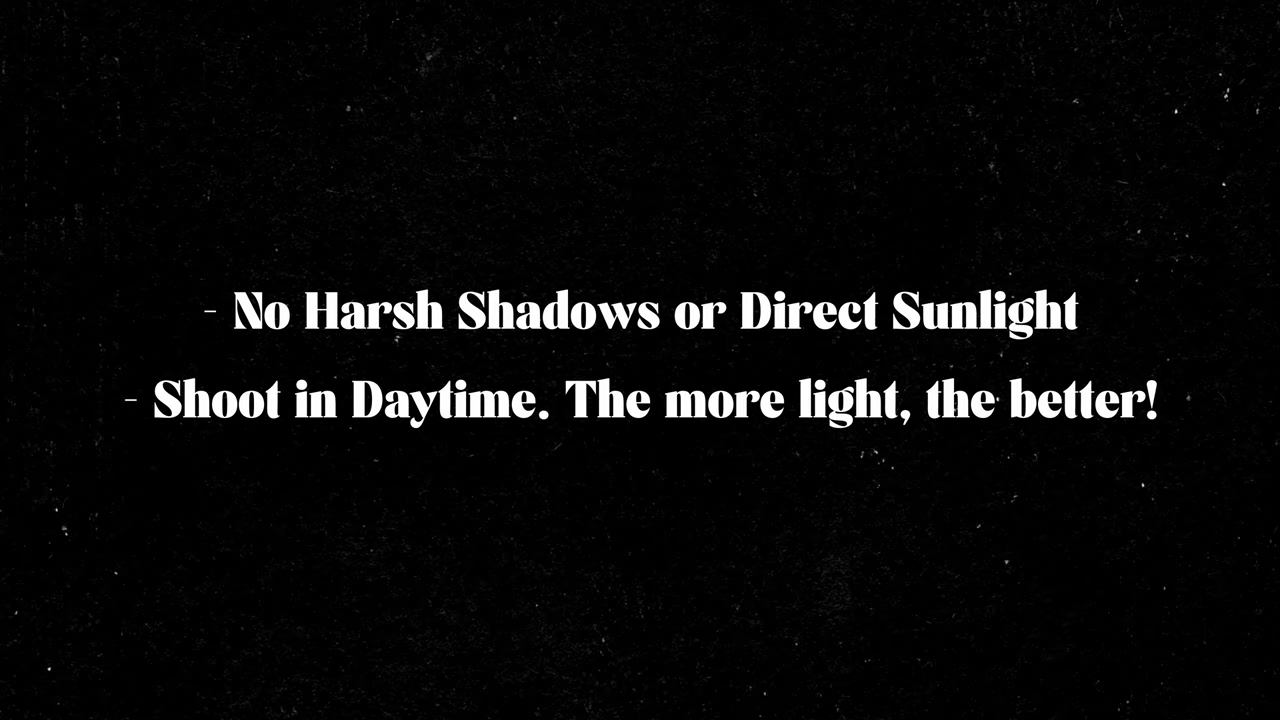 - No Harsh Shadows or Direct Sunlight
- Shoot in Daytime. The more light, the better!